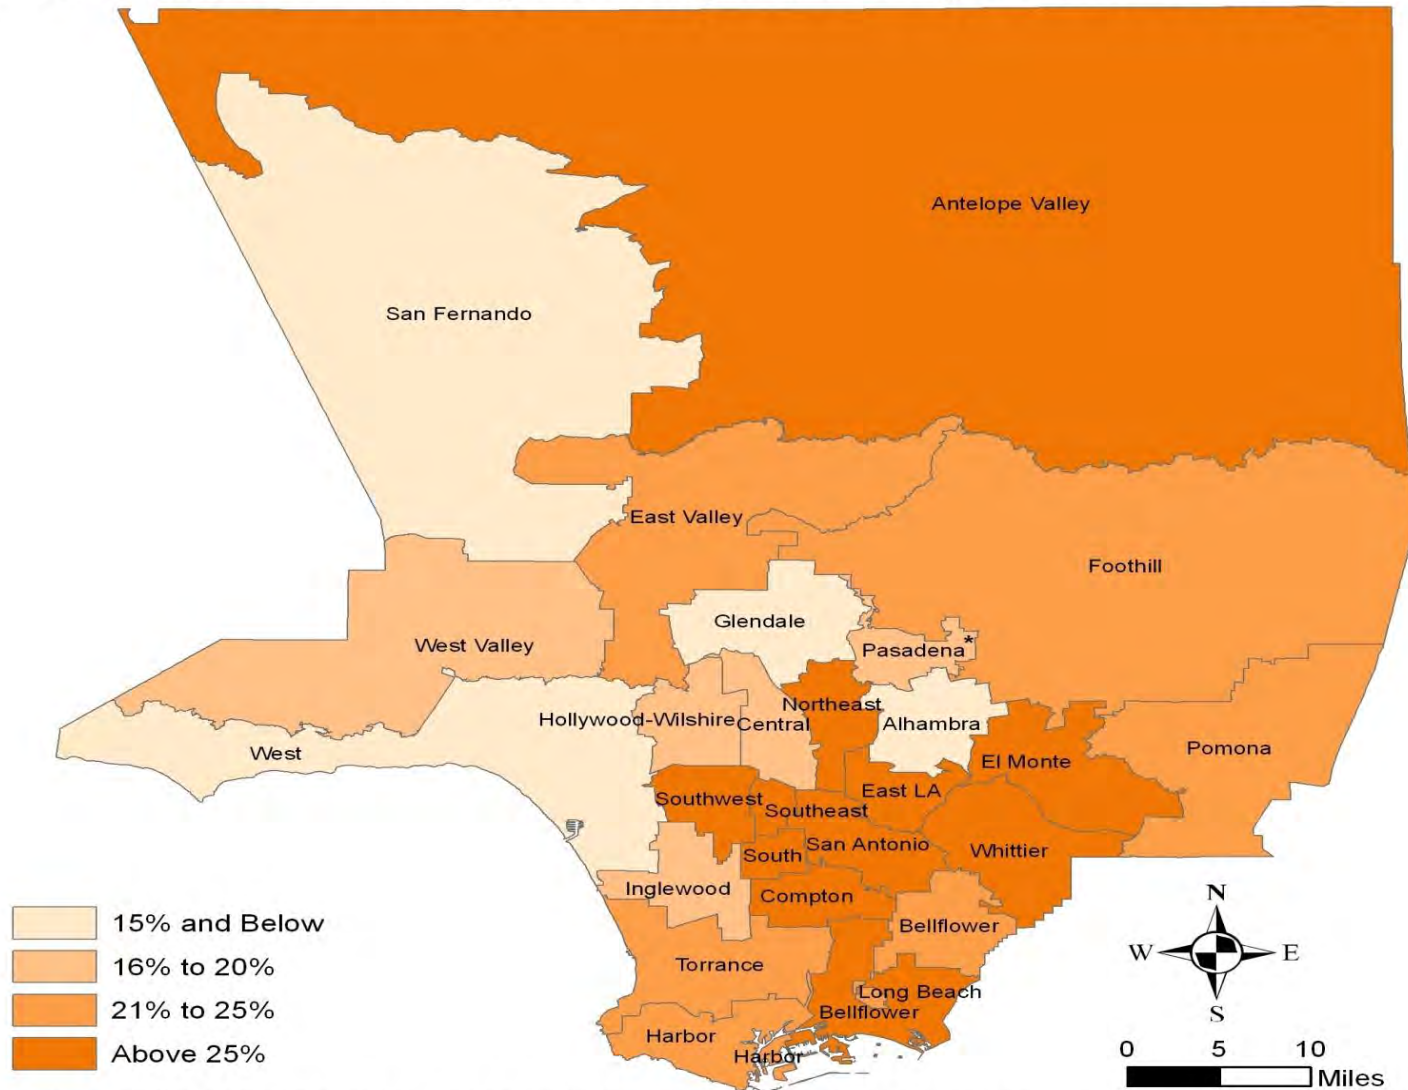 Antelope Valley
San Fernando
East Valley
Foothill
Glendale
West Valley
Pasadena *
Northeast
Hollywood-Wilshire
Central
Alhambra
Pomona
West
El Monte
East LA
Southwest
Southeast
San Antonio
South
Whittier
Inglewood
Compton
Bellflower
Torrance
Long Beach
Bellflower
Harbor
Harbor
15% and Below
16% to 20%
21% to 25%
Above 25%
N
W
E
S
0 5 10
Miles